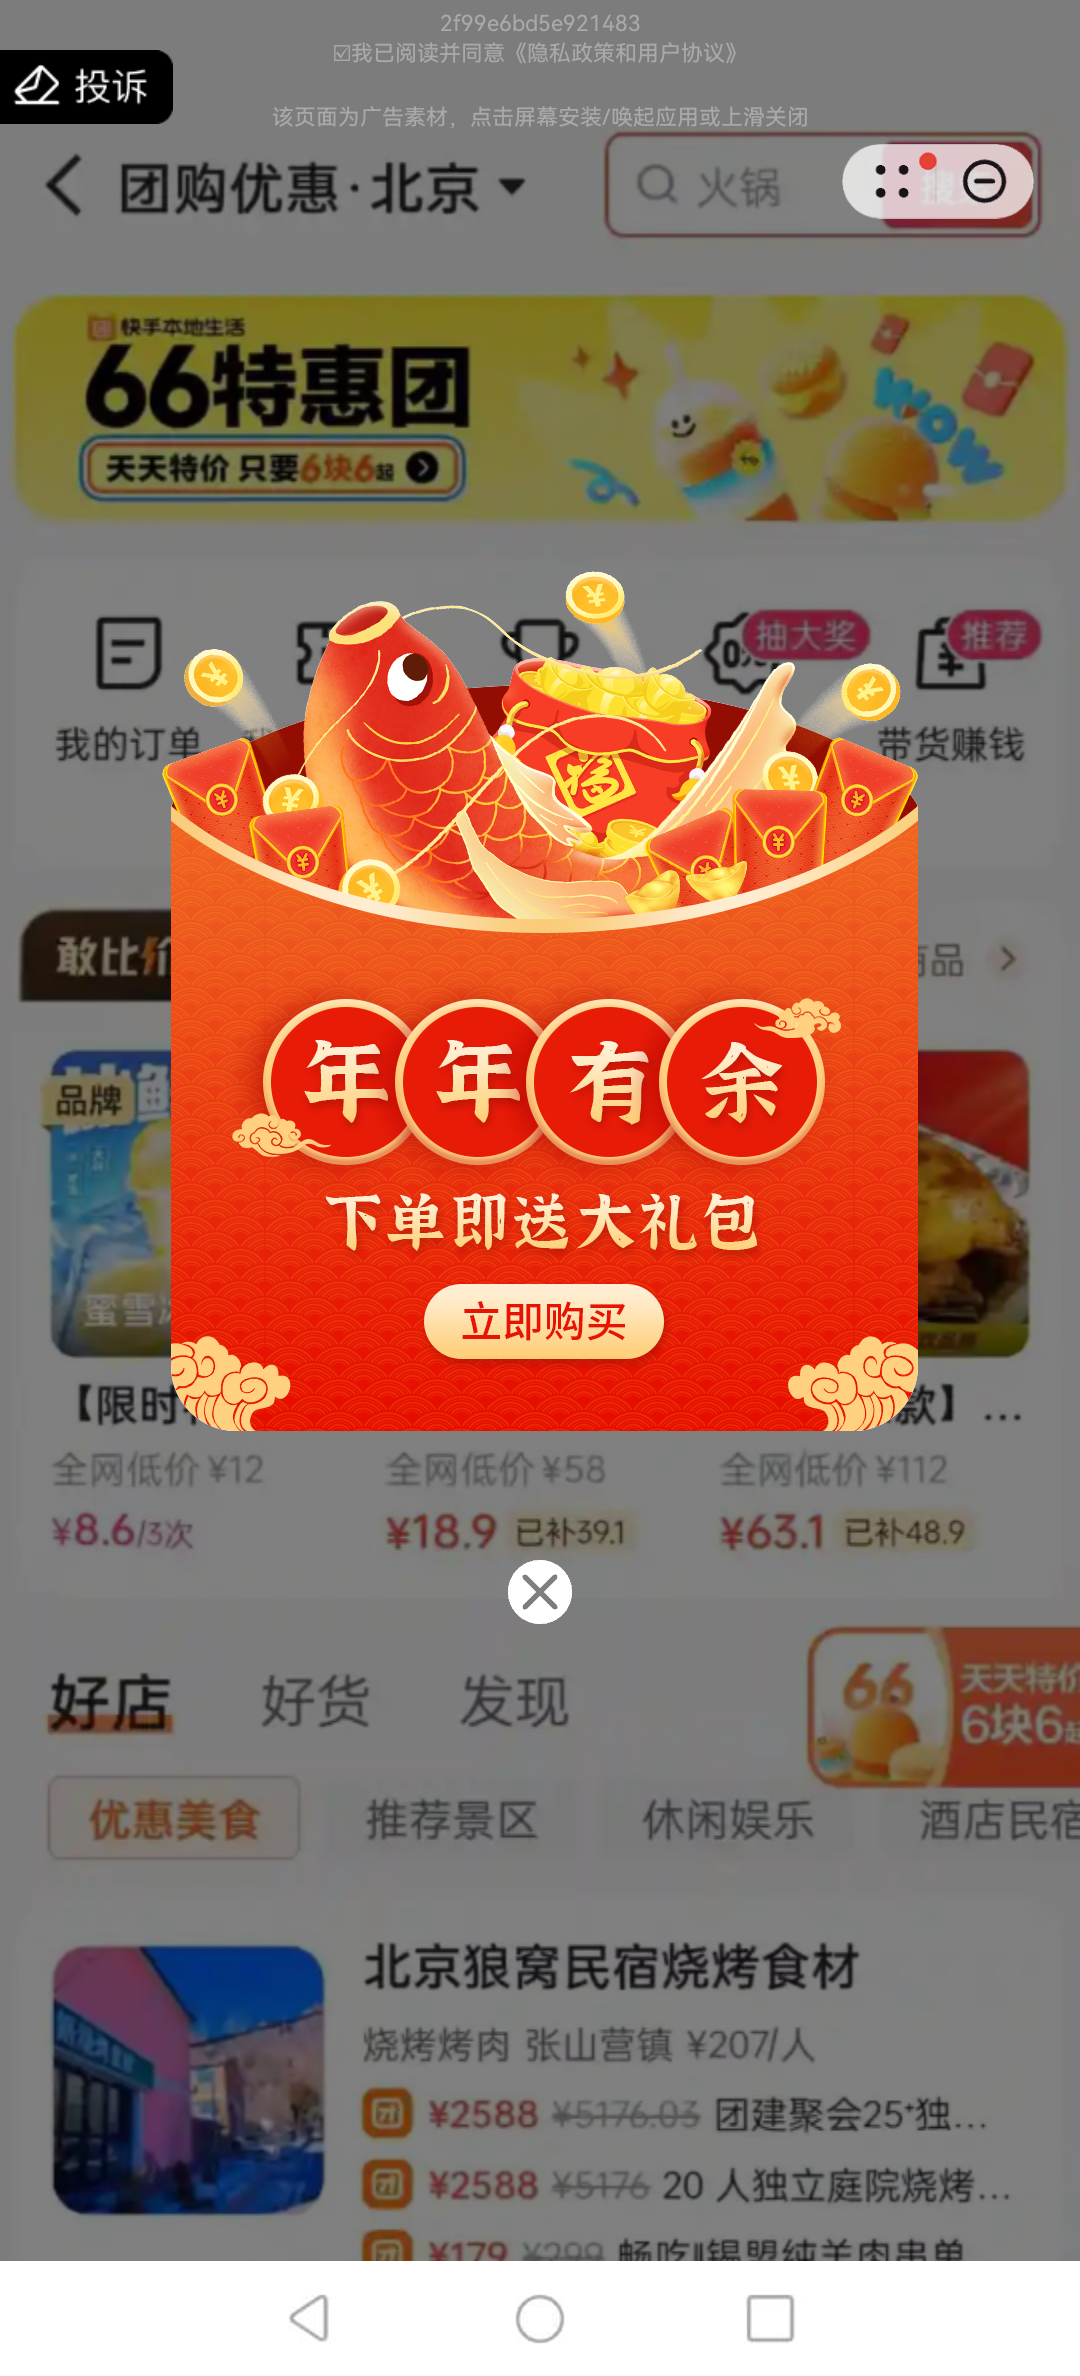 2f99e6bd5e921483
☑我已阅读并同意《隐私政策和用户协议》
投诉
该页面为广告素材，点击屏幕安装/唤起应用或上滑关闭
团购优惠·北京
火锅
快手本地生活
66特惠团
天天特价 只要6块6起
WOW
抽大奖
推荐
我的订单
带货赚钱
福
敢比价
商品
年年有余
品牌
下单即送大礼包
立即购买
【限时
款】...
全网低价 ¥12
全网低价 ¥58
全网低价 ¥112
¥8.6/3次
¥18.9 已补39.1
¥63.1 已补48.9
好店
好货
发现
66
天天特价
6块6起
优惠美食
推荐景区
休闲娱乐
酒店民宿
北京狼窝民宿烧烤食材
烧烤烤肉 张山营镇 ¥207/人
团 ¥2588 ¥5176.03 团建聚会25+独...
团 ¥2588 ¥5176 20 人独立庭院烧烤...
¥179 ¥299 畅吃||锡盟纯羊肉串单